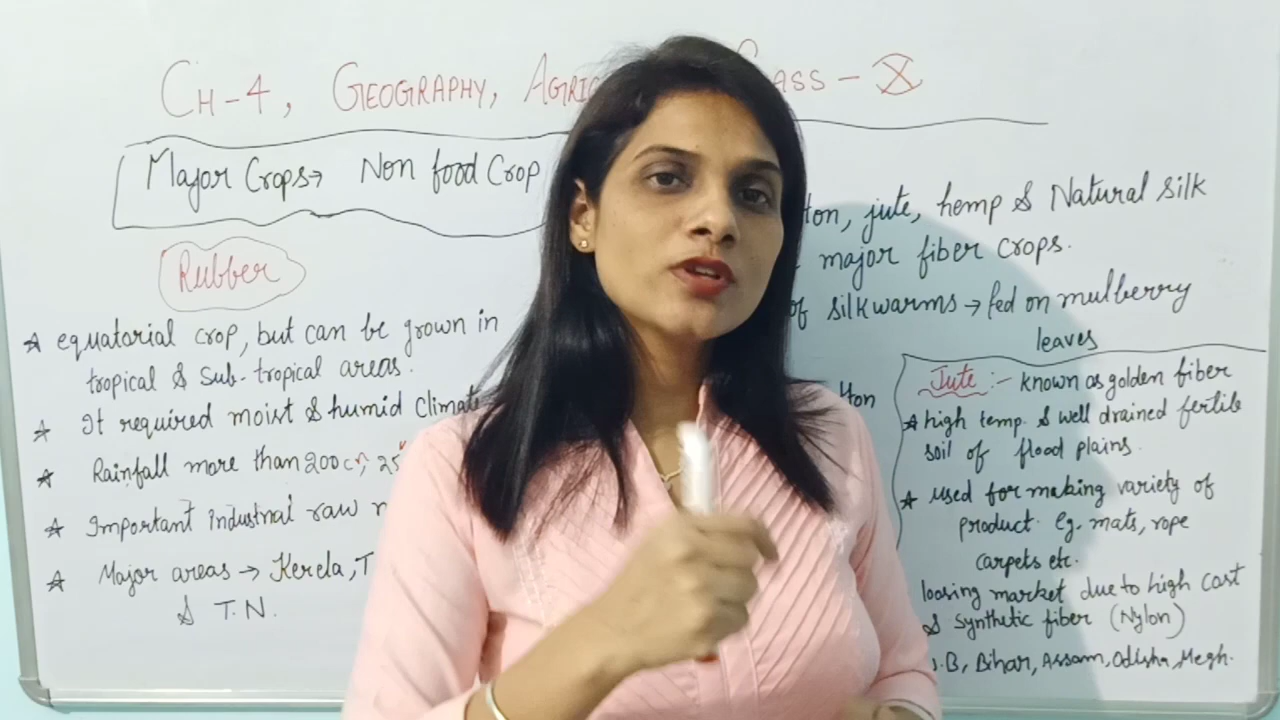 CH-4, GEOGRAPHY, AGRIC ASS - X
Major Crops→ Non food Crop
Rubber
equatorial crop, but can be grown in
tropical & Sub-tropical areas.
It required moist & humid Climate
Rainfall more than 200 cm, 25°
Important Industrial raw m
Major areas → Kerela, T
& T.N.
ton, jute, hemp & Natural Silk
major fiber crops.
of silkwarms → fed on mulberry
leaves
tton
Jute :- known as golden fiber
high temp. & well drained fertile
soil of flood plains.
used for making variety of
product. eg. mats, rope
carpets etc.
loosing market due to high cost
& synthetic fiber (Nylon)
.B, Bihar, Assam, Odisha, Megh.